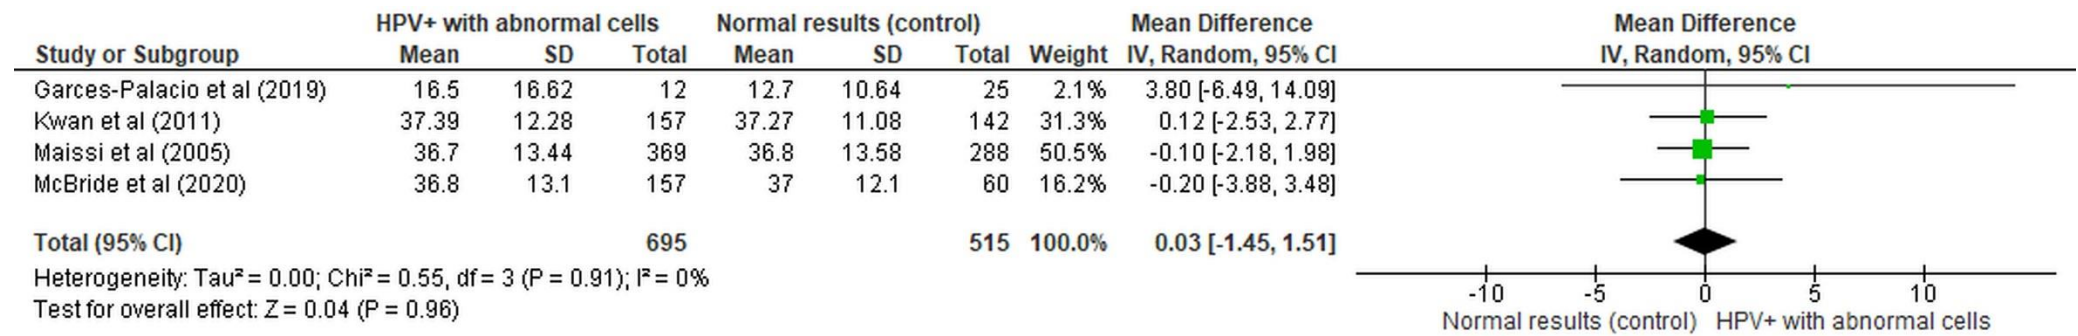 HPV+ with abnormal cells Normal results (control) Mean Difference Mean Difference
Study or Subgroup Mean SD Total Mean SD Total Weight IV, Random, 95% CI IV, Random, 95% CI
Garces-Palacio et al (2019) 16.5 16.62 12 12.7 10.64 25 2.1% 3.80 [-6.49, 14.09]
Kwan et al (2011) 37.39 12.28 157 37.27 11.08 142 31.3% 0.12 [-2.53, 2.77]
Maissi et al (2005) 36.7 13.44 369 36.8 13.58 288 50.5% -0.10 [-2.18, 1.98]
McBride et al (2020) 36.8 13.1 157 37 12.1 60 16.2% -0.20 [-3.88, 3.48]
Total (95% CI) 695 515 100.0% 0.03 [-1.45, 1.51]
Heterogeneity: Tau² = 0.00; Chi² = 0.55, df = 3 (P = 0.91); I² = 0%
Test for overall effect: Z = 0.04 (P = 0.96)
-10 -5 0 5 10
Normal results (control) HPV+ with abnormal cells